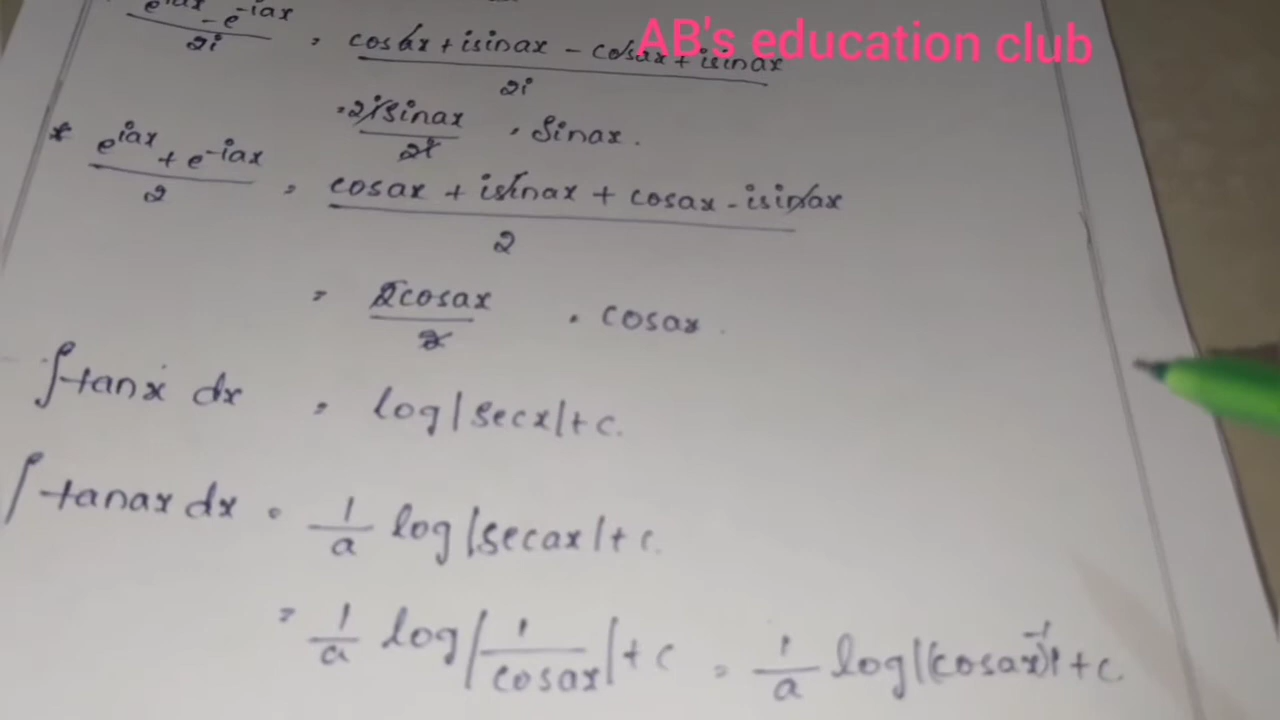 AB's education club
e^iax - e^-iax / 2i = cosax + isinax - cosax + isinax / 2i
= 2isinax / 2i = sinax.
* e^iax + e^-iax / 2 = cosax + isinax + cosax - isinax / 2
= 2cosax / 2 = cosax.
∫tanx dx = log|secx|+c.
∫tanax dx = 1/a log|secax|+c.
= 1/a log|1/cosax|+c = 1/a log|(cosax)^-1|+c.